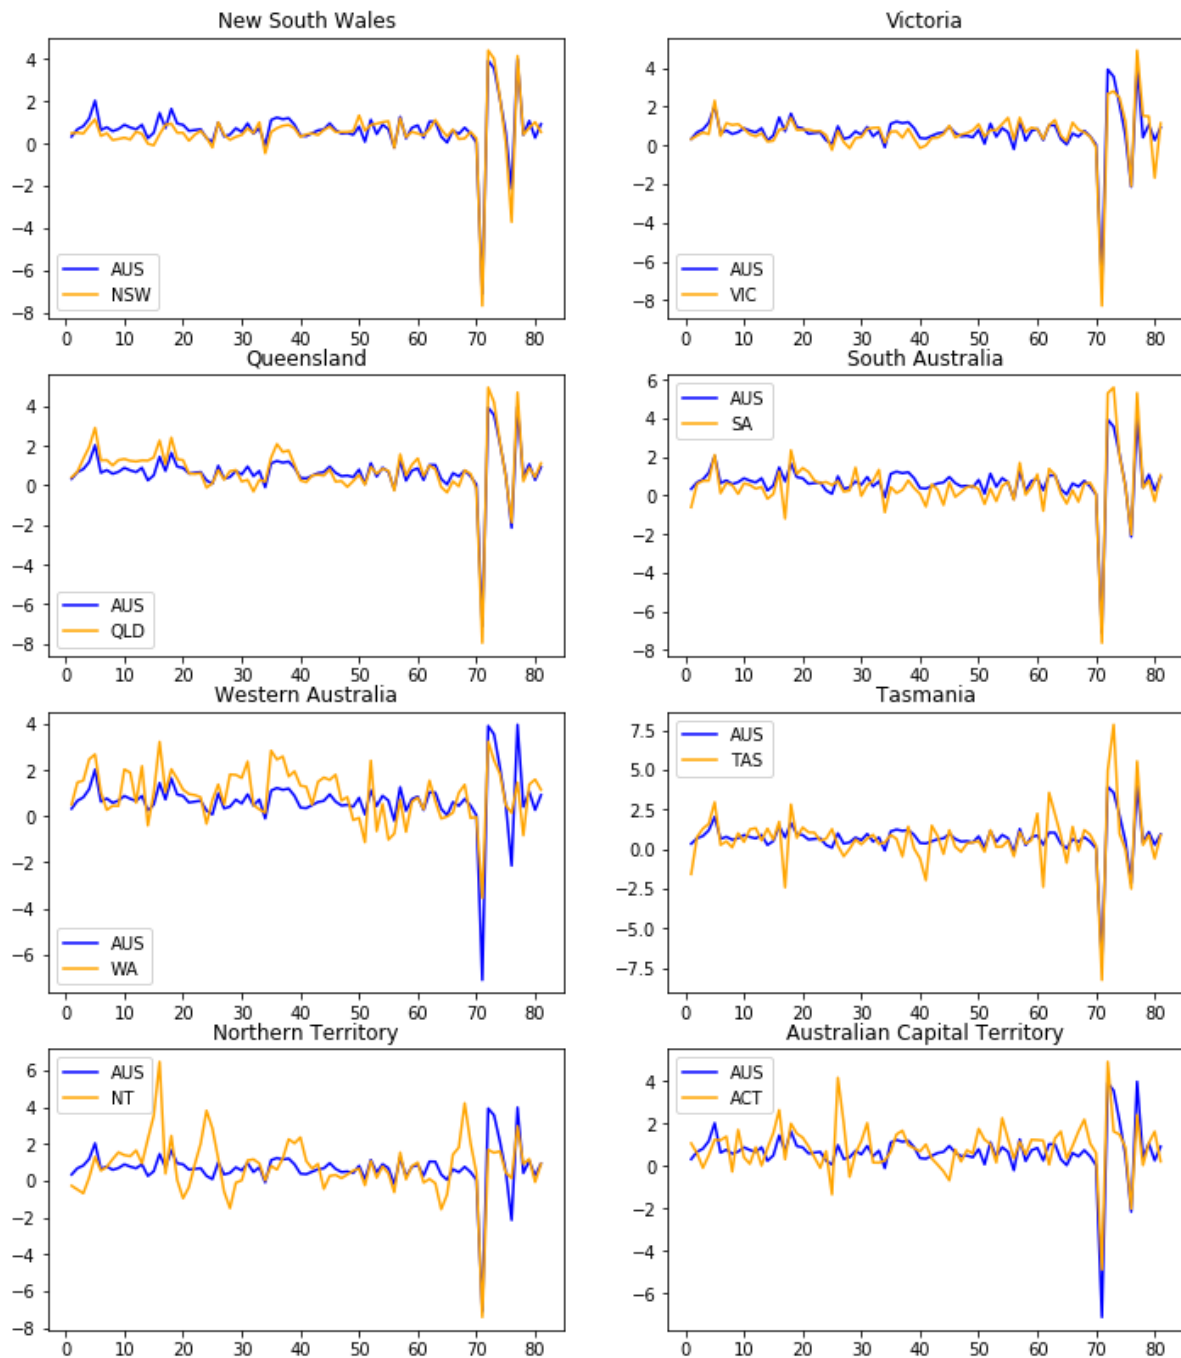 New South Wales
4
2
0
−2
−4
−6
−8
AUS
NSW
0 10 20 30 40 50 60 70 80
Victoria
4
2
0
−2
−4
−6
−8
AUS
VIC
0 10 20 30 40 50 60 70 80
Queensland
4
2
0
−2
−4
−6
−8
AUS
QLD
0 10 20 30 40 50 60 70 80
South Australia
6
4
2
0
−2
−4
−6
−8
AUS
SA
0 10 20 30 40 50 60 70 80
Western Australia
4
2
0
−2
−4
−6
AUS
WA
0 10 20 30 40 50 60 70 80
Tasmania
7.5
5.0
2.5
0.0
−2.5
−5.0
−7.5
AUS
TAS
0 10 20 30 40 50 60 70 80
Northern Territory
6
4
2
0
−2
−4
−6
−8
AUS
NT
0 10 20 30 40 50 60 70 80
Australian Capital Territory
4
2
0
−2
−4
−6
AUS
ACT
0 10 20 30 40 50 60 70 80